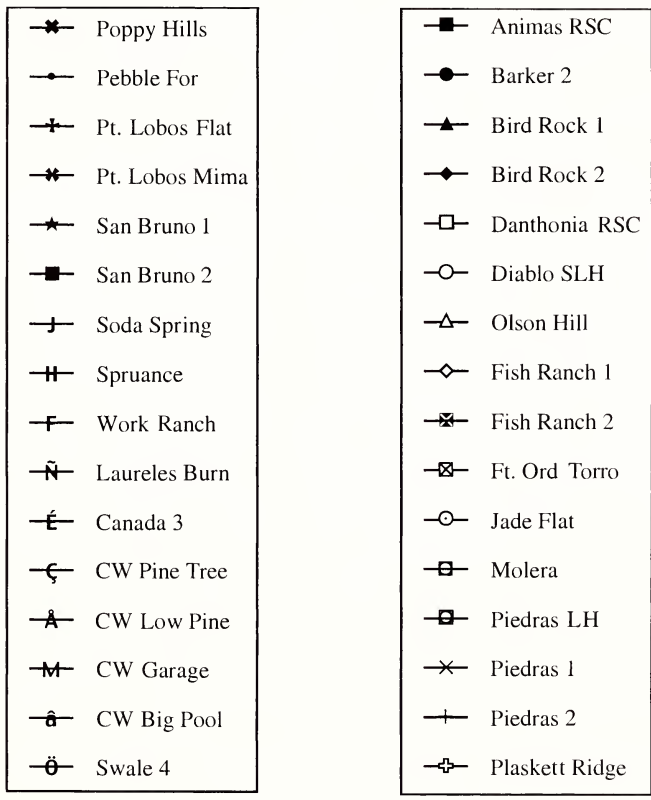 Poppy Hills
Pebble For
Pt. Lobos Flat
Pt. Lobos Mima
San Bruno 1
San Bruno 2
J Soda Spring
H Spruance
F Work Ranch
Ñ Laureles Burn
É Canada 3
Ç CW Pine Tree
Å CW Low Pine
M CW Garage
â CW Big Pool
Ö Swale 4
Animas RSC
Barker 2
Bird Rock 1
Bird Rock 2
Danthonia RSC
Diablo SLH
Olson Hill
Fish Ranch 1
Fish Ranch 2
Ft. Ord Torro
Jade Flat
Molera
Piedras LH
Piedras 1
Piedras 2
Plaskett Ridge